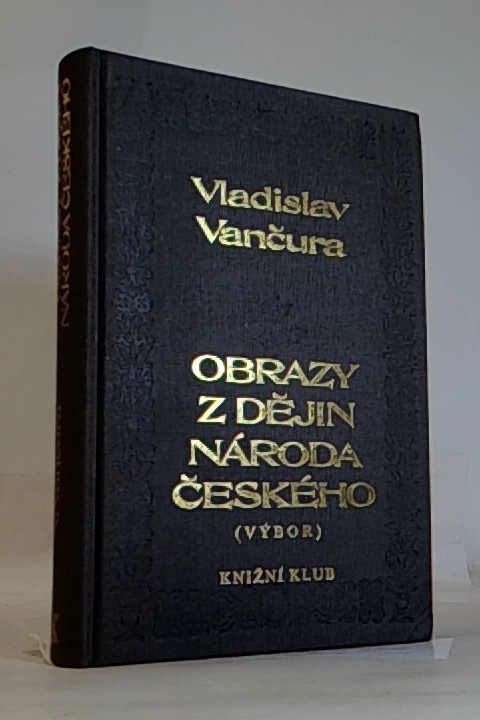 Vladislav
Vančura
OBRAZY
Z DĚJIN
NÁRODA
ČESKÉHO
(VÝBOR)
KNIŽNÍ KLUB
NÁRODA ČESKÉHO